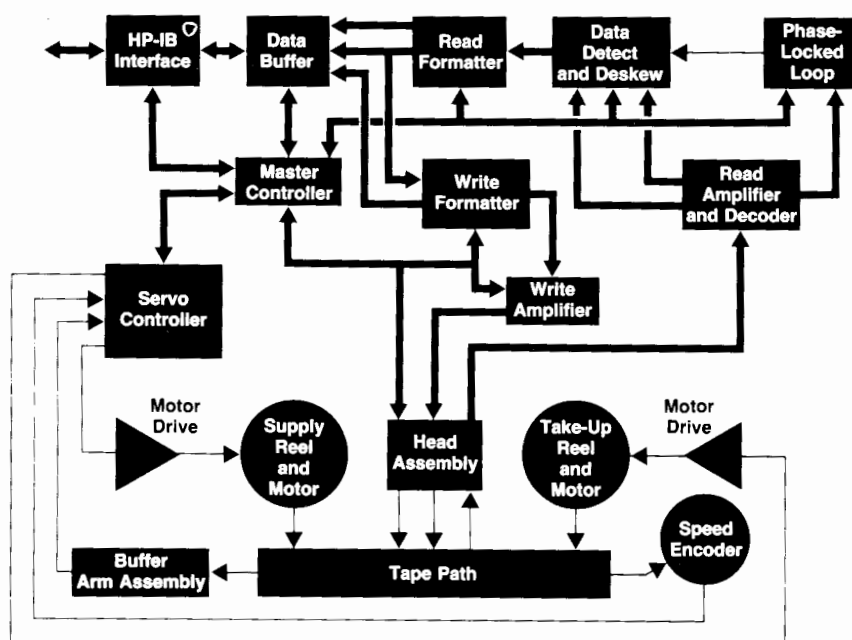 HP-IB
Interface
Data
Buffer
Read
Formatter
Data
Detect
and Deskew
Phase-
Locked
Loop
Master
Controller
Write
Formatter
Read
Amplifier
and Decoder
Servo
Controller
Write
Amplifier
Motor
Drive
Supply
Reel
and
Motor
Head
Assembly
Take-Up
Reel
and
Motor
Motor
Drive
Speed
Encoder
Buffer
Arm Assembly
Tape Path